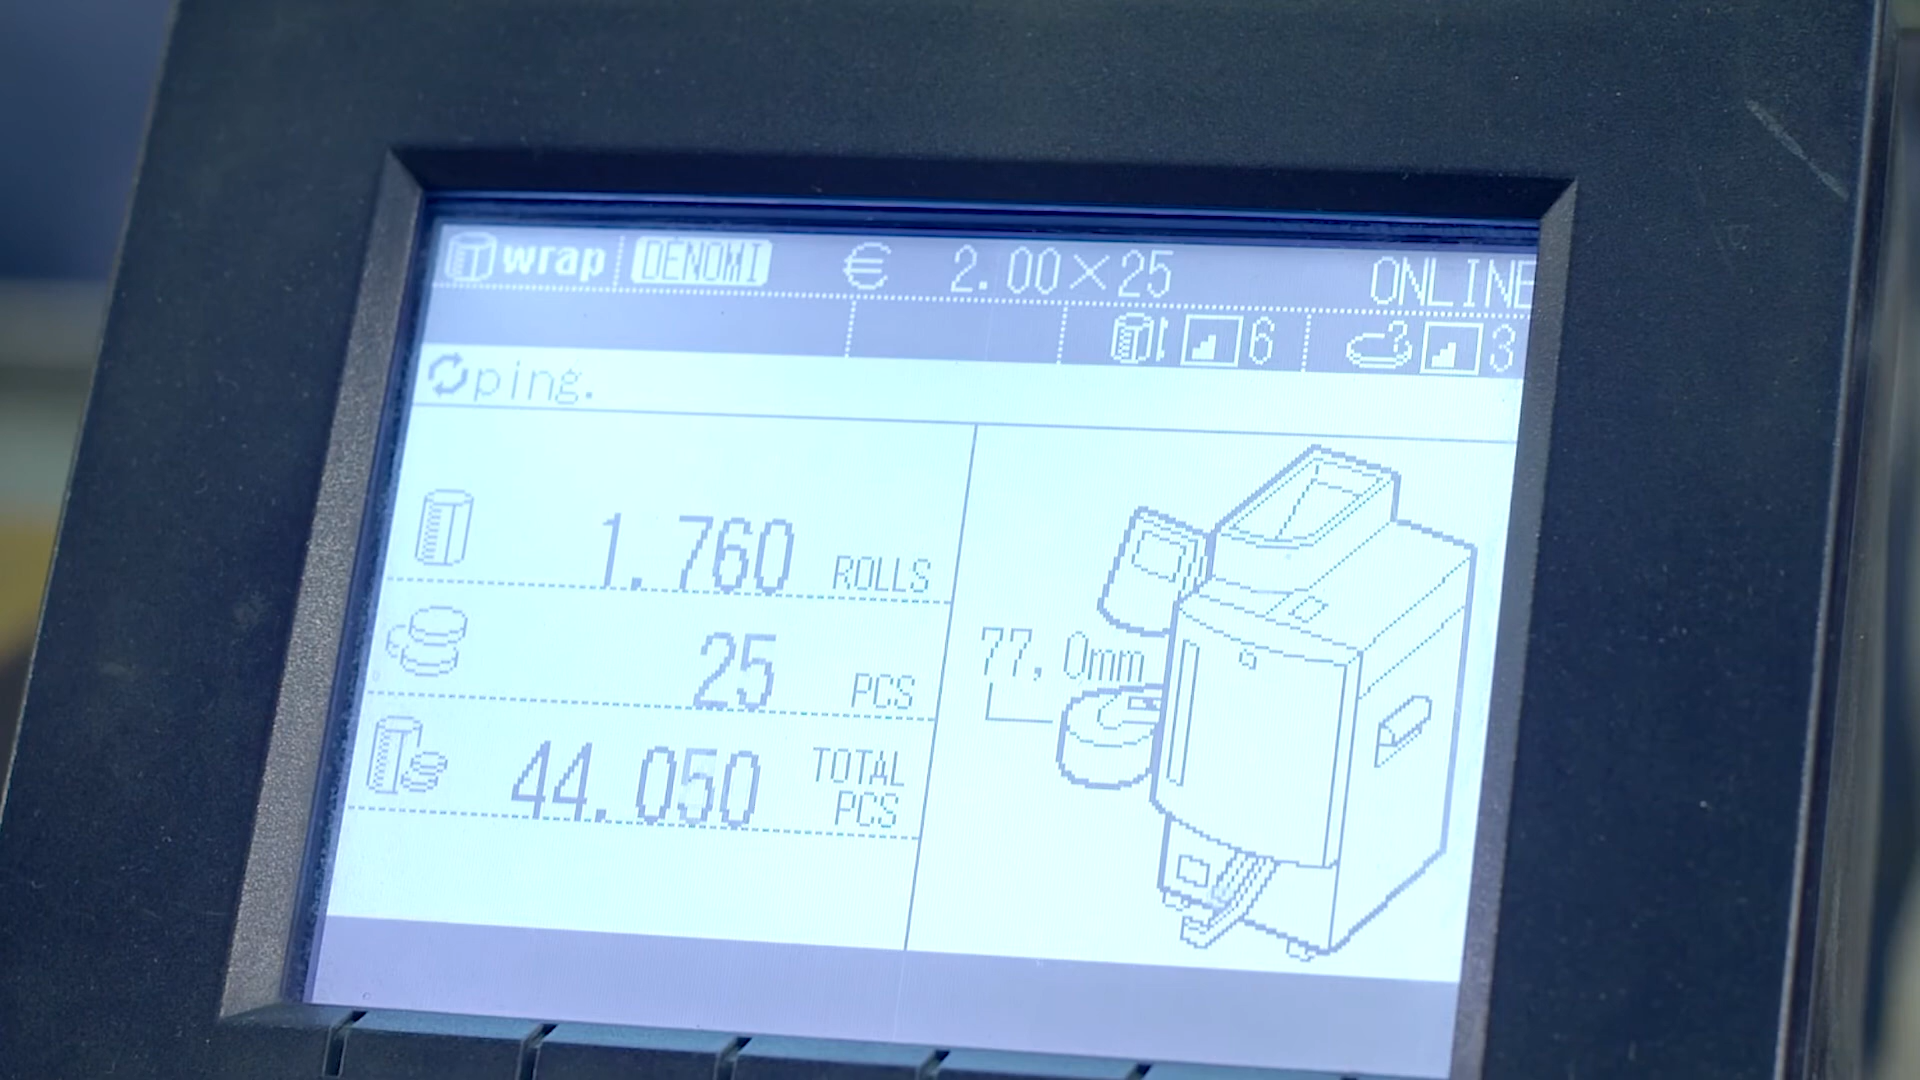 wrap DENOMI € 2.00×25 ONLINE
6 3
ping.
1.760 ROLLS
25 PCS
44.050 TOTAL PCS
77,0mm